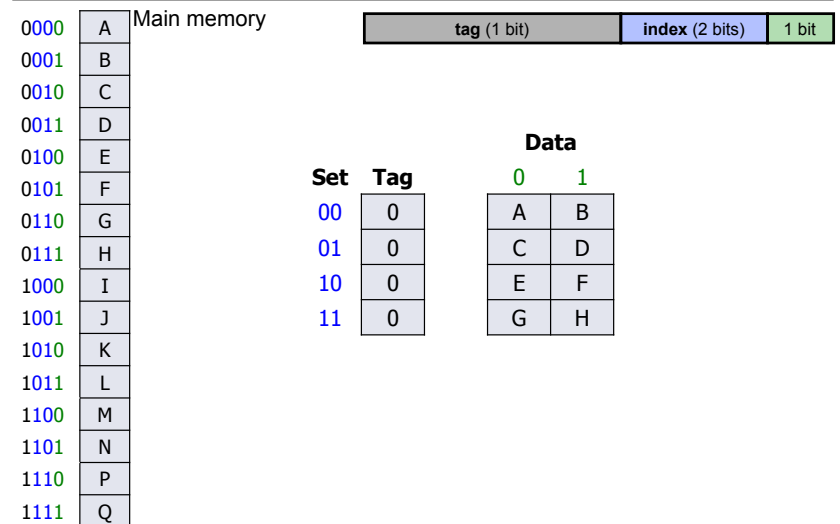 Main memory
tag (1 bit) index (2 bits) 1 bit
0000 A
0001 B
0010 C
0011 D
0100 E
0101 F
0110 G
0111 H
1000 I
1001 J
1010 K
1011 L
1100 M
1101 N
1110 P
1111 Q
Data
Set Tag 0 1
00 0 A B
01 0 C D
10 0 E F
11 0 G H